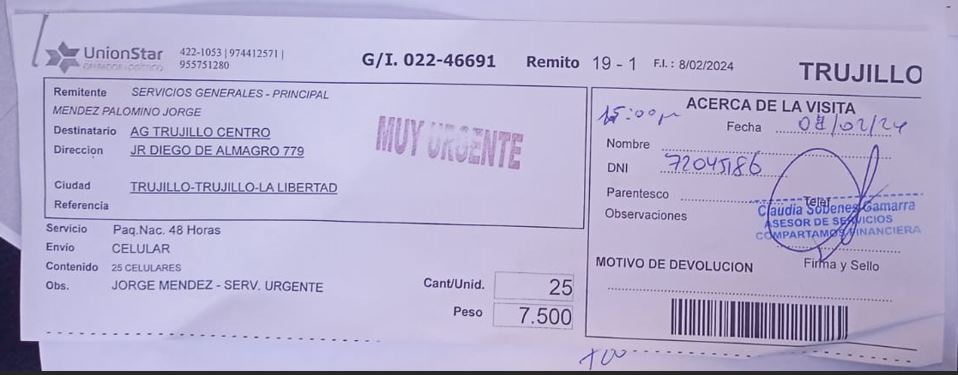 UnionStar
OPERADOR LOGISTICO
422-1053 | 974412571 |
955751280
G/I. 022-46691 Remito 19 - 1 F.I. : 8/02/2024 TRUJILLO
Remitente SERVICIOS GENERALES - PRINCIPAL
MENDEZ PALOMINO JORGE
Destinatario AG TRUJILLO CENTRO
Direccion JR DIEGO DE ALMAGRO 779
Ciudad TRUJILLO-TRUJILLO-LA LIBERTAD
Referencia
MUY URGENTE
Servicio Paq.Nac. 48 Horas
Envio CELULAR
Contenido 25 CELULARES
Obs. JORGE MENDEZ - SERV. URGENTE
Cant/Unid. 25
Peso 7.500
ACERCA DE LA VISITA
Fecha /02/24
Nombre
DNI 72045186
Parentesco
Telef
Observaciones
Claudia Sobenes Gamarra
ASESOR DE SERVICIOS
COMPARTAMOS FINANCIERA
Firma y Sello
MOTIVO DE DEVOLUCION